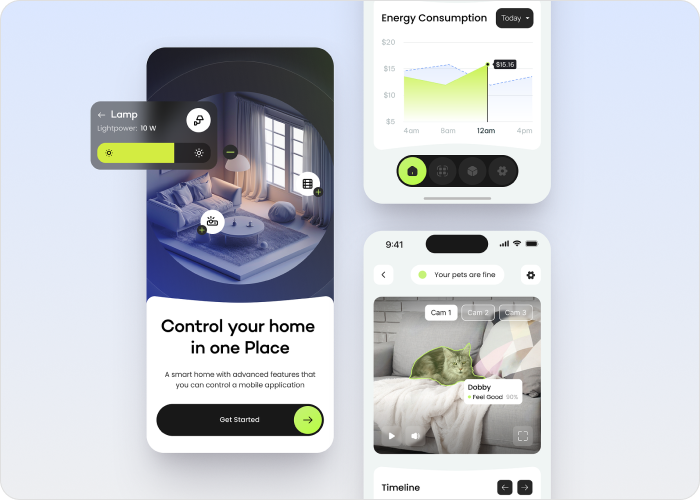 Lamp
Lightpower: 10 W
Control your home
in one Place
A smart home with advanced features that
you can control a mobile application
Get Started
Energy Consumption
Today
$20
$15
$10
$5
$15.16
4am
8am
12am
4pm
9:41
Your pets are fine
Cam 1
Cam 2
Cam 3
Dobby
Feel Good 90%
Timeline